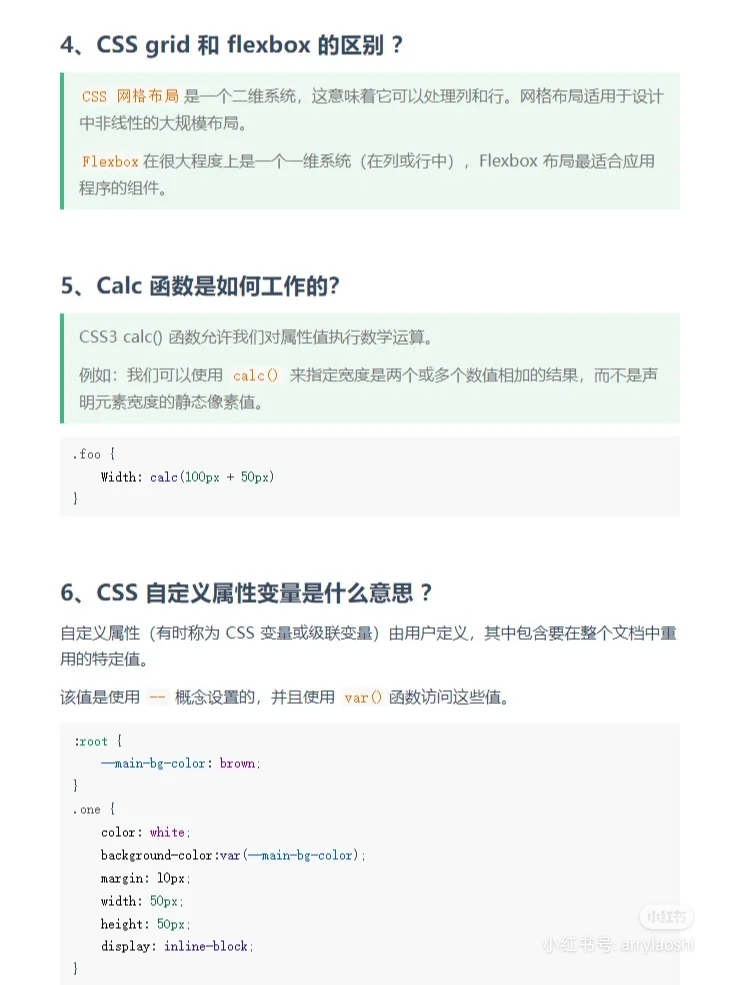 4、CSS grid 和 flexbox 的区别 ?
CSS 网格布局 是一个二维系统，这意味着它可以处理列和行。网格布局适用于设计
中非线性的大规模布局。
Flexbox 在很大程度上是一个一维系统（在列或行中），Flexbox 布局最适合应用
程序的组件。
5、Calc 函数是如何工作的?
CSS3 calc() 函数允许我们对属性值执行数学运算。
例如：我们可以使用 calc() 来指定宽度是两个或多个数值相加的结果，而不是声
明元素宽度的静态像素值。
.foo {
    Width: calc(100px + 50px)
}
6、CSS 自定义属性变量是什么意思 ?
自定义属性（有时称为 CSS 变量或级联变量）由用户定义，其中包含要在整个文档中重
用的特定值。
该值是使用 -- 概念设置的，并且使用 var() 函数访问这些值。
:root {
    --main-bg-color: brown;
}
.one {
    color: white;
    background-color:var(--main-bg-color);
    margin: 10px;
    width: 50px;
    height: 50px;
    display: inline-block;
}
小红书
小红书号: arrylaoshi